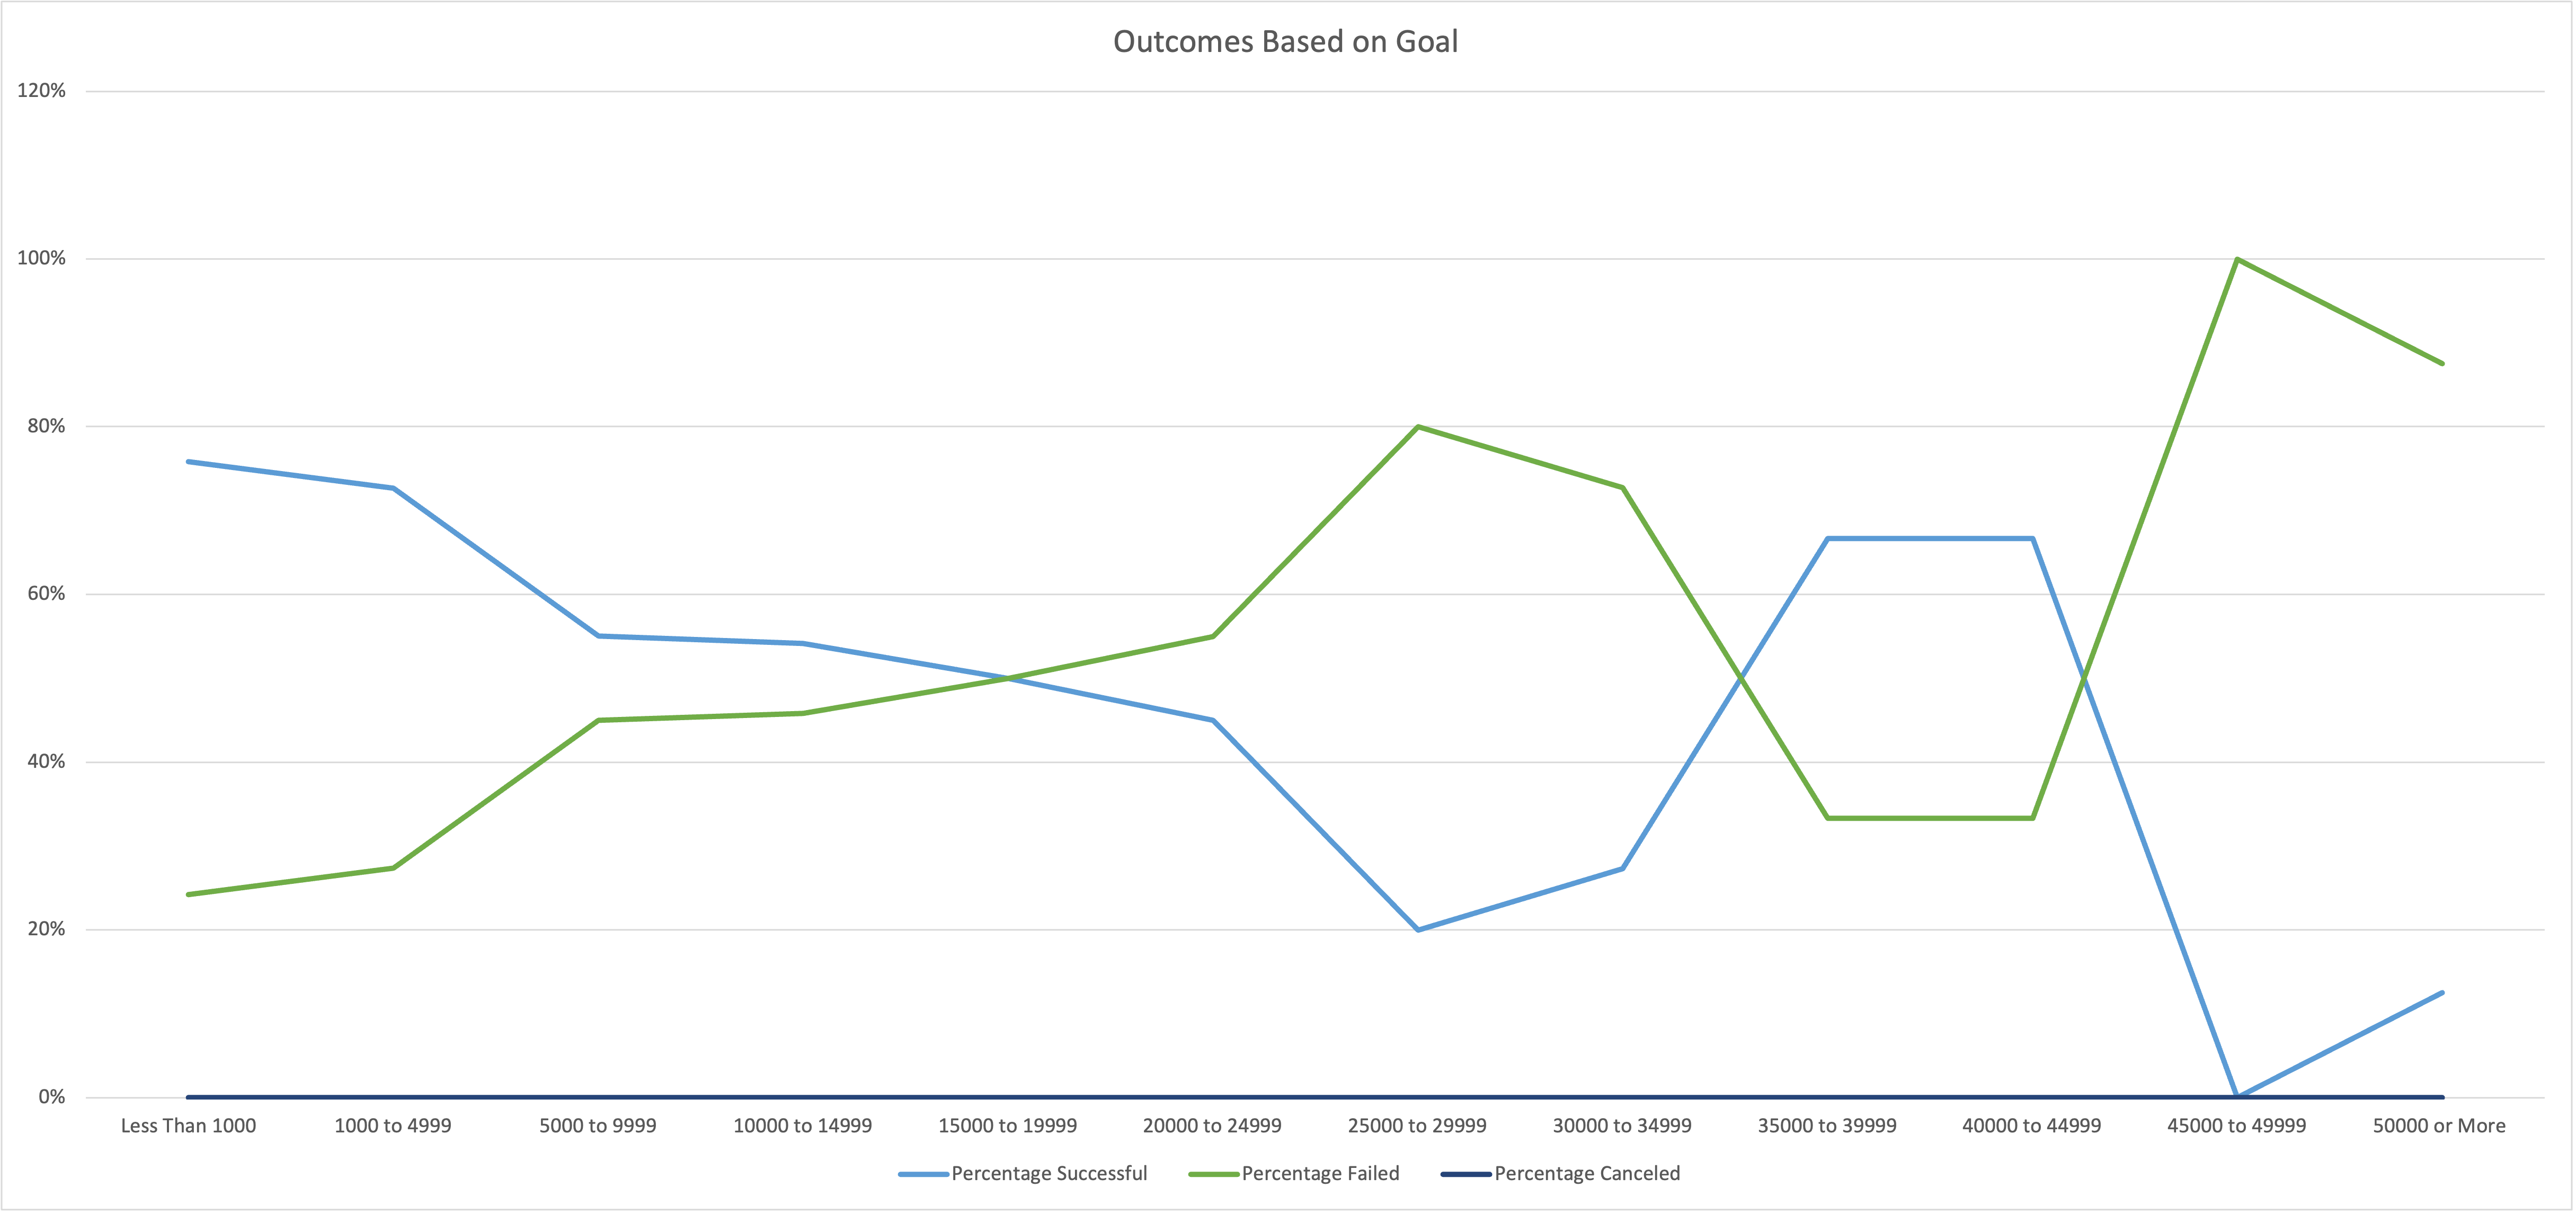 Outcomes Based on Goal
120%
100%
80%
60%
40%
20%
0%
Less Than 1000 1000 to 4999 5000 to 9999 10000 to 14999 15000 to 19999 20000 to 24999 25000 to 29999 30000 to 34999 35000 to 39999 40000 to 44999 45000 to 49999 50000 or More
Percentage Successful Percentage Failed Percentage Canceled